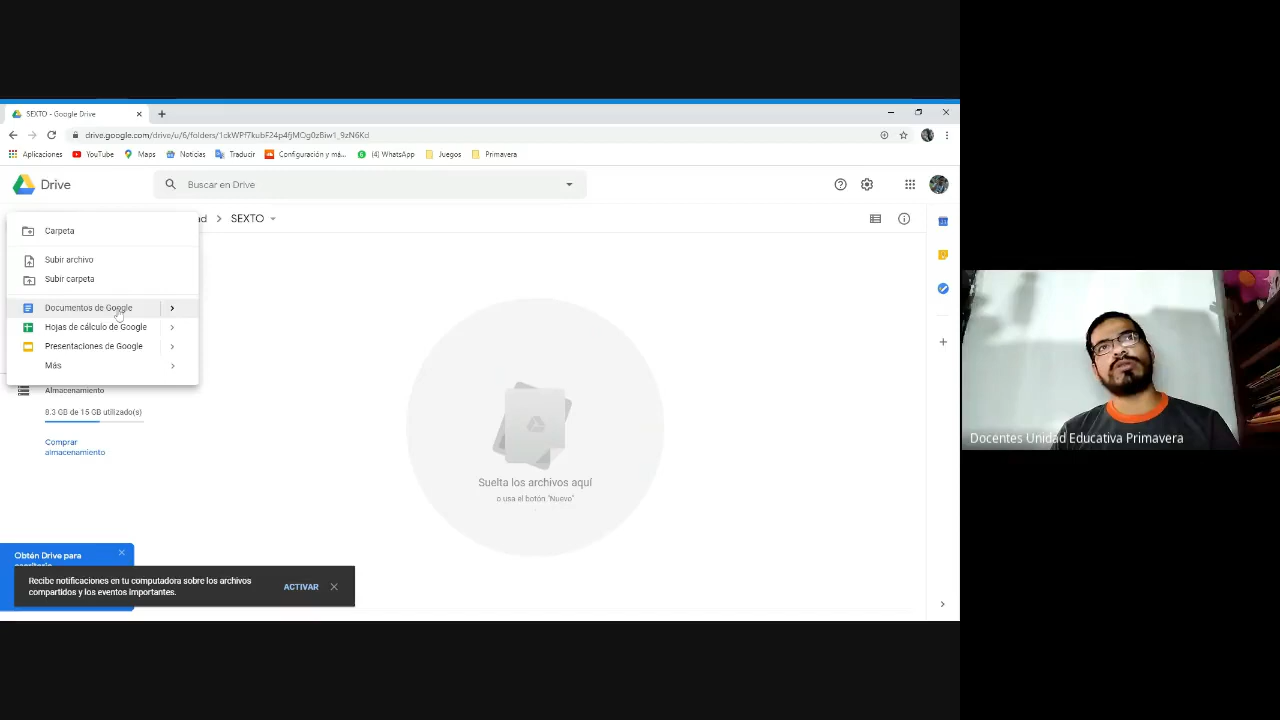 SEXTO - Google Drive
drive.google.com/drive/u/6/folders/1ckWPf7kubF24p4fjMOg0zBiw1_9zN6Kd
Aplicaciones YouTube Maps Noticias Traducir Configuración y má... (4) WhatsApp Juegos Primavera
Drive
Buscar en Drive
ad > SEXTO
Carpeta
Subir archivo
Subir carpeta
Documentos de Google
Hojas de cálculo de Google
Presentaciones de Google
Más
Almacenamiento
8.3 GB de 15 GB utilizado(s)
Comprar
almacenamiento
Suelta los archivos aquí
o usa el botón "Nuevo"
Obtén Drive para
Recibe notificaciones en tu computadora sobre los archivos
compartidos y los eventos importantes.
ACTIVAR
Docentes Unidad Educativa Primavera